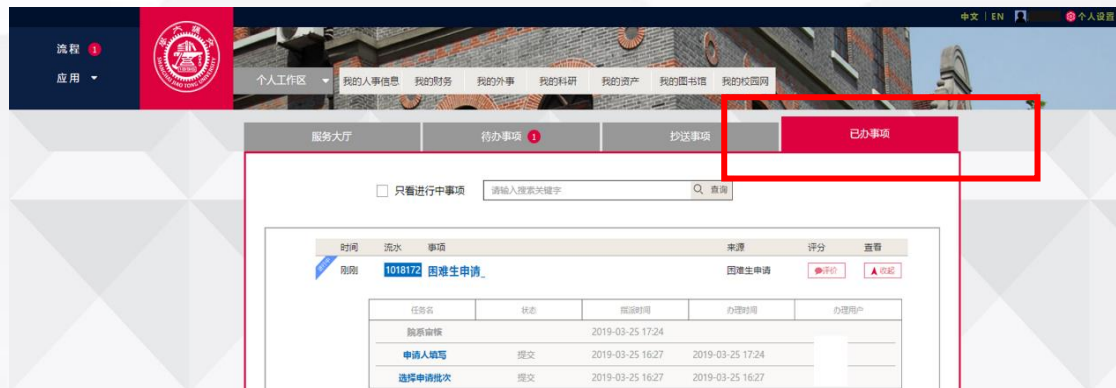 中文 | EN 个人设置
流程 1
应用
个人工作区 我的人事信息 我的财务 我的外事 我的科研 我的资产 我的图书馆 我的校园网
服务大厅 待办事项 1 抄送事项 已办事项
只看进行中事项 请输入搜索关键字 查询
时间 流水 事项 来源 评分 查看
刚刚 1018172 困难生申请_ 困难生申请 评价 收起
任务名 状态 办理时间 办理用户
院系审核 2019-03-25 17:24
申请人填写 提交 2019-03-25 16:27 2019-03-25 17:24
选择申请批次 提交 2019-03-25 16:27 2019-03-25 16:27